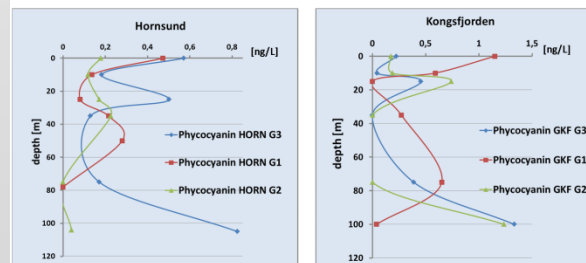 Hornsund
[ng/L]
0 0,2 0,4 0,6 0,8
0
20
40
60
80
100
120
depth [m]
Phycocyanin HORN G3
Phycocyanin HORN G1
Phycocyanin HORN G2
Kongsfjorden
[ng/L]
0 0,5 1 1,5
0
20
40
60
80
100
120
depth [m]
Phycocyanin GKF G3
Phycocyanin GKF G1
Phycocyanin GKF G2